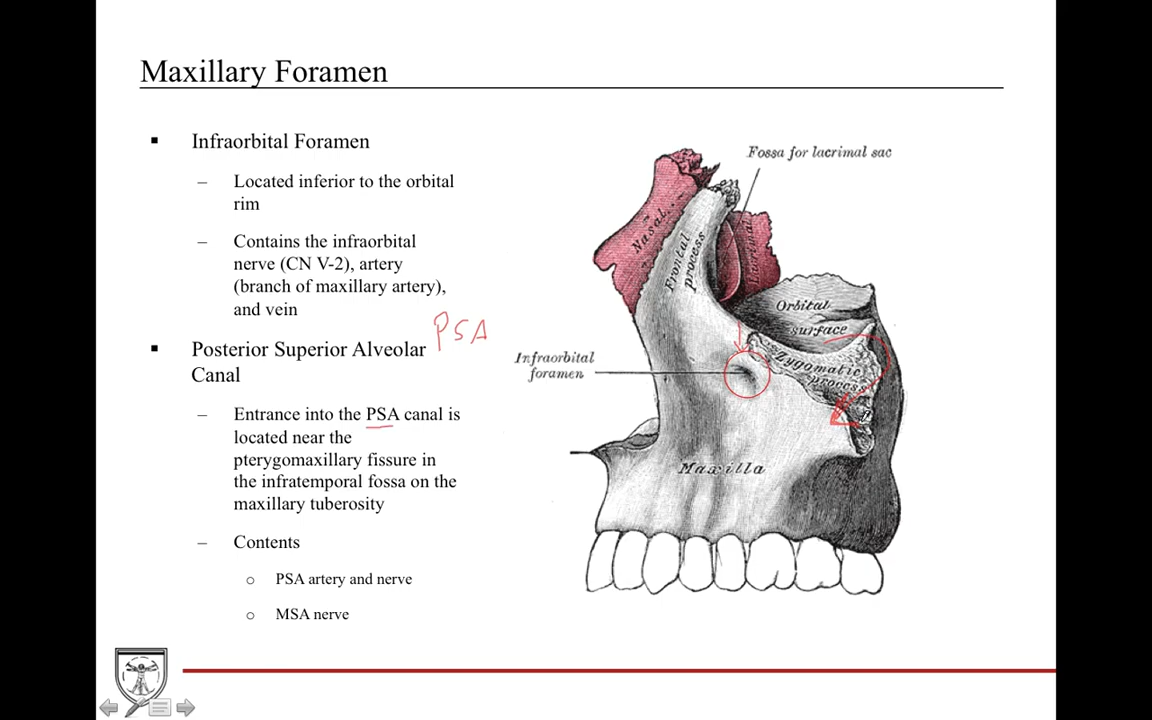 Maxillary Foramen
▪ Infraorbital Foramen
– Located inferior to the orbital
rim
– Contains the infraorbital
nerve (CN V-2), artery
(branch of maxillary artery),
and vein
PSA
▪ Posterior Superior Alveolar
Canal
– Entrance into the PSA canal is
located near the
pterygomaxillary fissure in
the infratemporal fossa on the
maxillary tuberosity
– Contents
o PSA artery and nerve
o MSA nerve
Fossa for lacrimal sac
Nasal
Frontal
process
Lacrimal
Orbital
surface
Zygomatic
process
Infraorbital
foramen
Maxilla